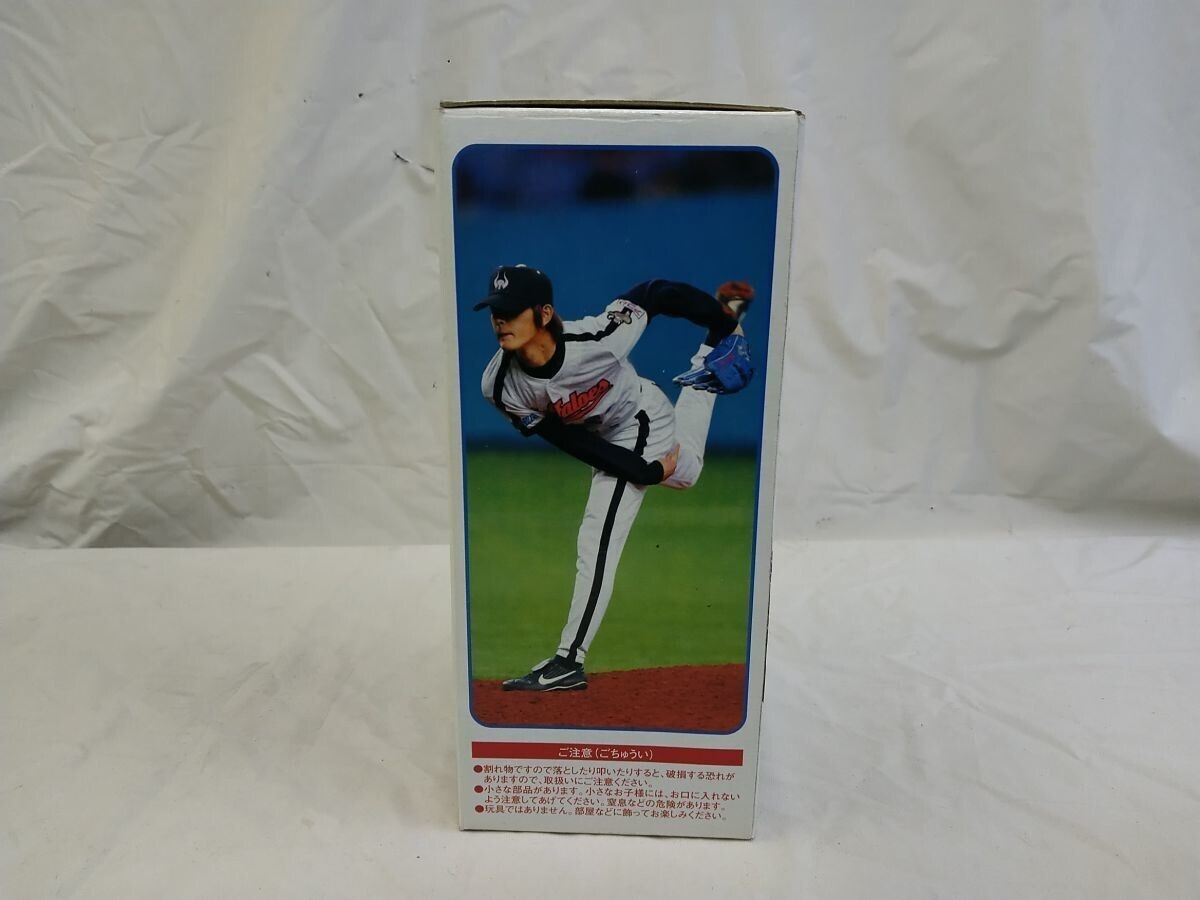 Falcons
ご注意（ごちゅうい）
●割れ物ですので落としたり叩いたりすると、破損する恐れが
ありますので、取扱いにご注意ください。
●小さな部品があります。小さなお子様には、お口に入れない
よう注意してあげてください。窒息などの危険があります。
●玩具ではありません。部屋などに飾ってお楽しみください。